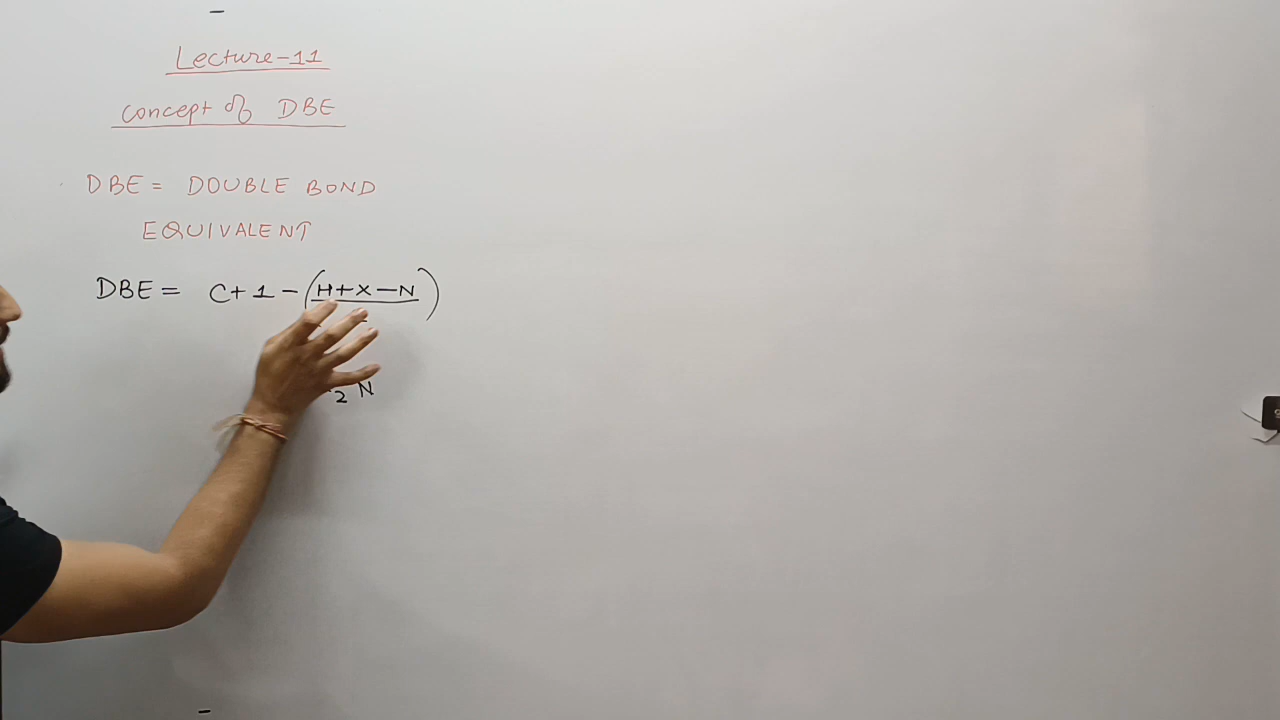 Lecture-11
Concept of DBE
DBE = DOUBLE BOND
EQUIVALENT
DBE = C + 1 - (H+X-N)
2 N